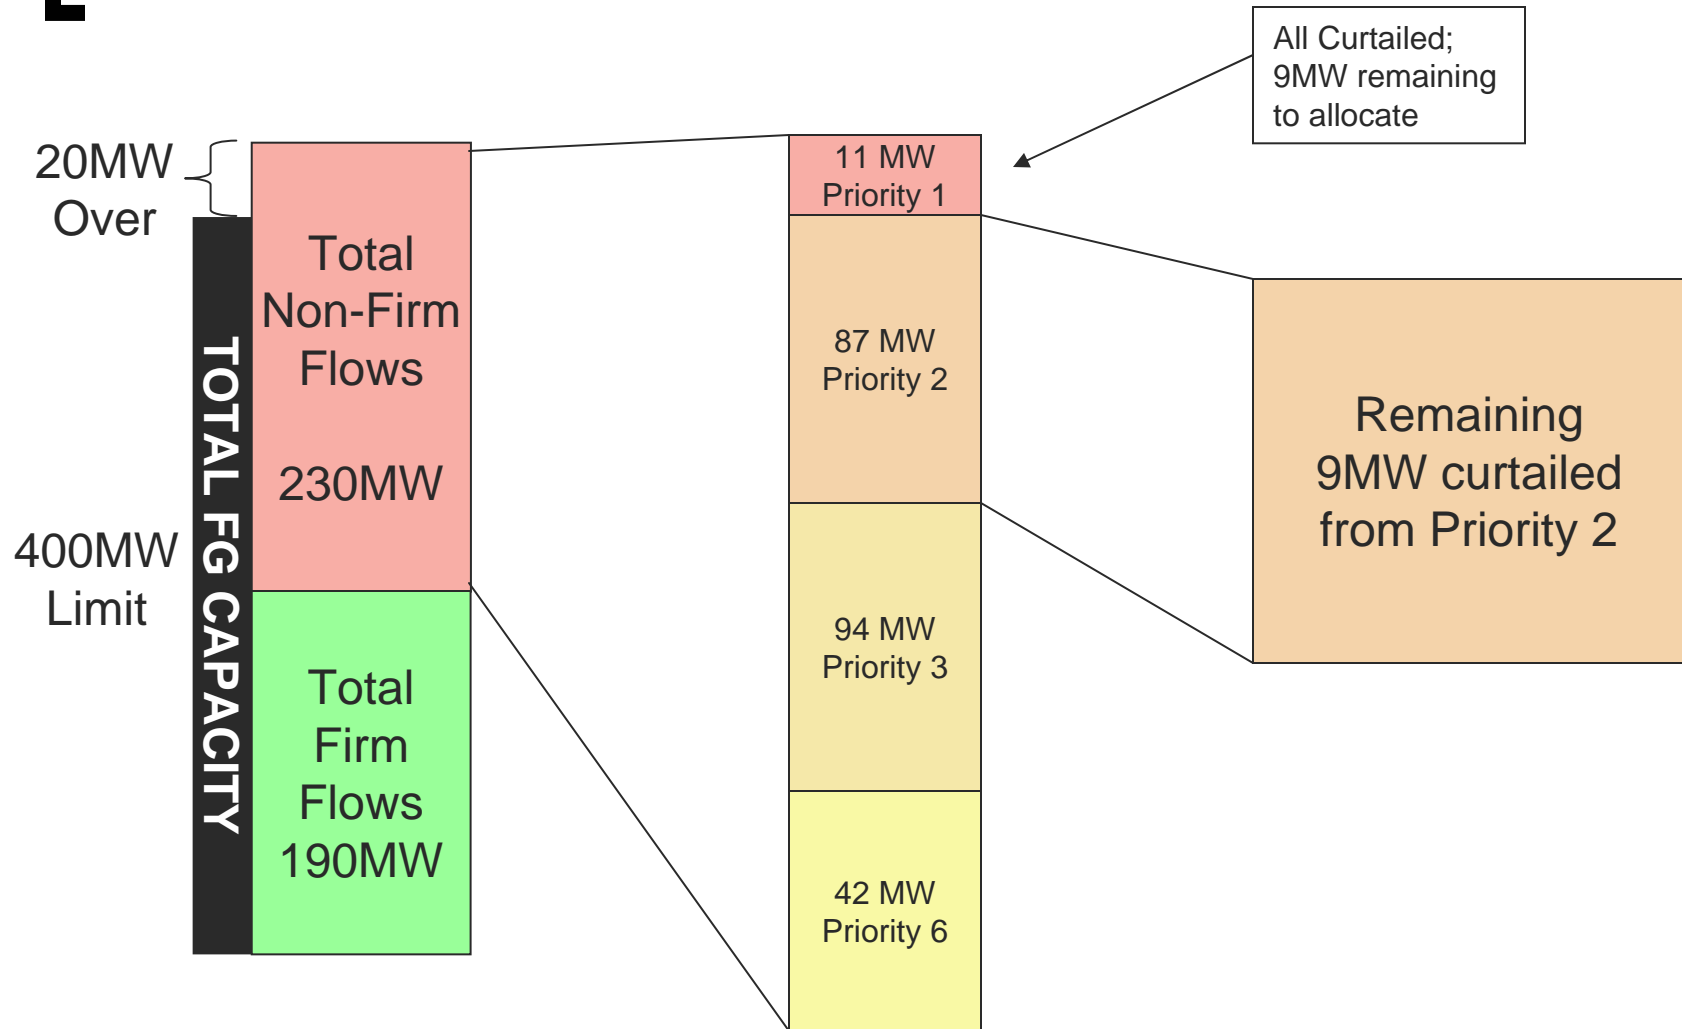 All Curtailed;
9MW remaining
to allocate
20MW
Over
400MW
Limit
TOTAL FG CAPACITY
Total
Non-Firm
Flows
230MW
Total
Firm
Flows
190MW
11 MW
Priority 1
87 MW
Priority 2
94 MW
Priority 3
42 MW
Priority 6
Remaining
9MW curtailed
from Priority 2